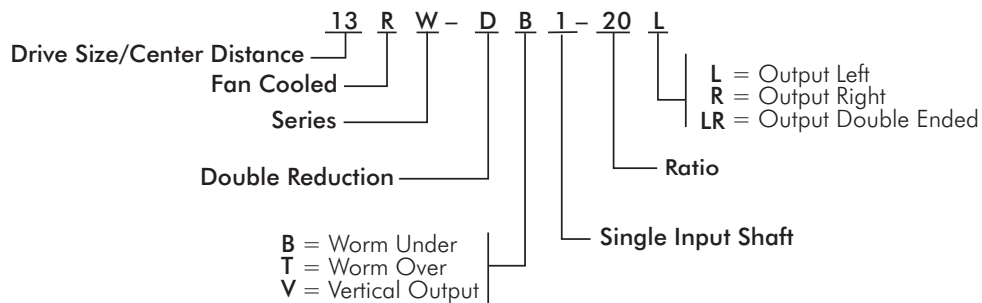 13 R W – D B 1 – 20 L
Drive Size/Center Distance
Fan Cooled
Series
Double Reduction
B = Worm Under
T = Worm Over
V = Vertical Output
L = Output Left
R = Output Right
LR = Output Double Ended
Ratio
Single Input Shaft